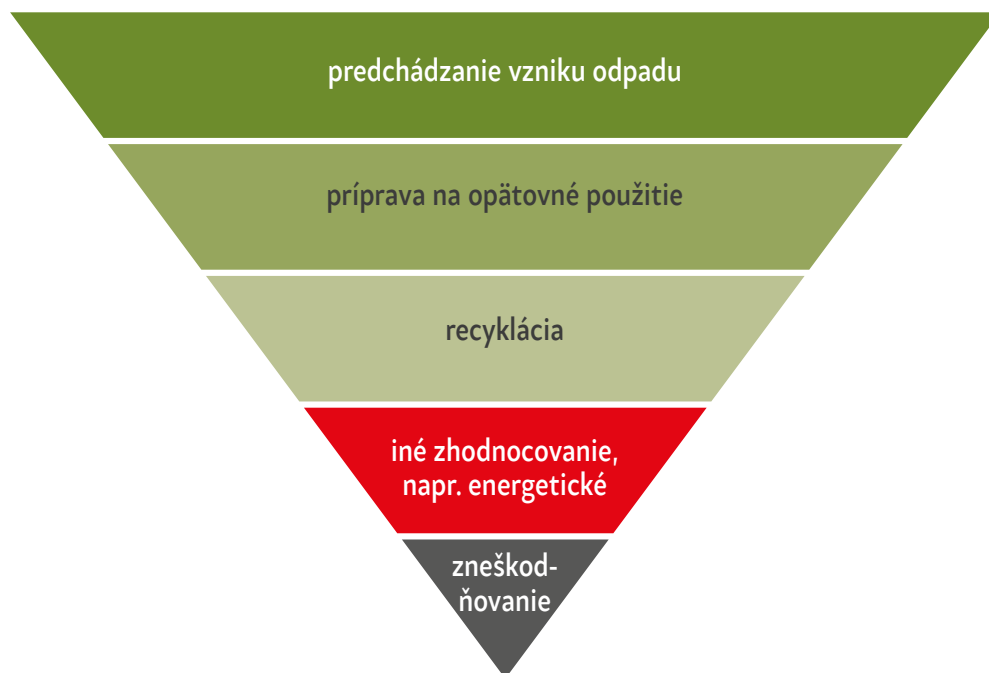 predchádzanie vzniku odpadu
príprava na opätovné použitie
recyklácia
iné zhodnocovanie,
napr. energetické
zneškod-
ňovanie